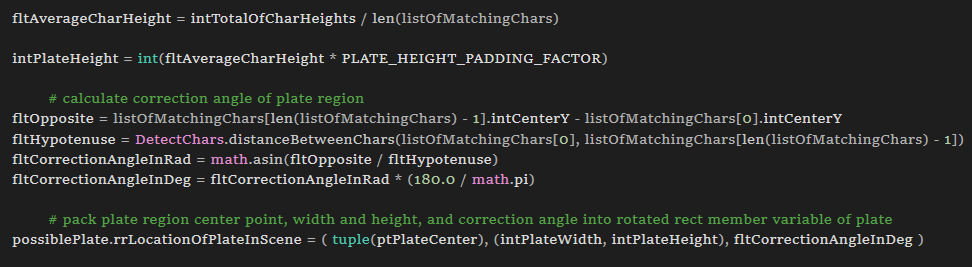 fltAverageCharHeight = intTotalOfCharHeights / len(listOfMatchingChars)
intPlateHeight = int(fltAverageCharHeight * PLATE_HEIGHT_PADDING_FACTOR)
# calculate correction angle of plate region
fltOpposite = listOfMatchingChars[len(listOfMatchingChars) - 1].intCenterY - listOfMatchingChars[0].intCenterY
fltHypotenuse = DetectChars.distanceBetweenChars(listOfMatchingChars[0], listOfMatchingChars[len(listOfMatchingChars) - 1])
fltCorrectionAngleInRad = math.asin(fltOpposite / fltHypotenuse)
fltCorrectionAngleInDeg = fltCorrectionAngleInRad * (180.0 / math.pi)
# pack plate region center point, width and height, and correction angle into rotated rect member variable of plate
possiblePlate.rrLocationOfPlateInScene = ( tuple(ptPlateCenter), (intPlateWidth, intPlateHeight), fltCorrectionAngleInDeg )